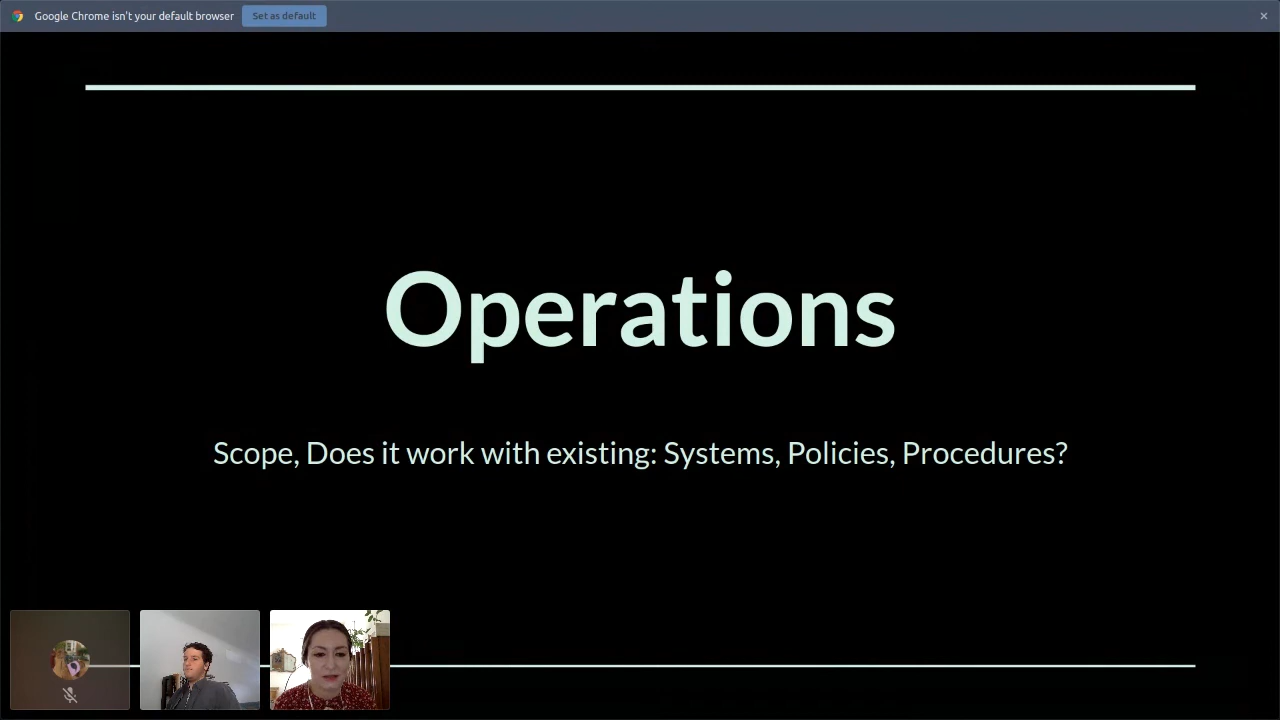 Google Chrome isn't your default browser Set as default
Operations
Scope, Does it work with existing: Systems, Policies, Procedures?